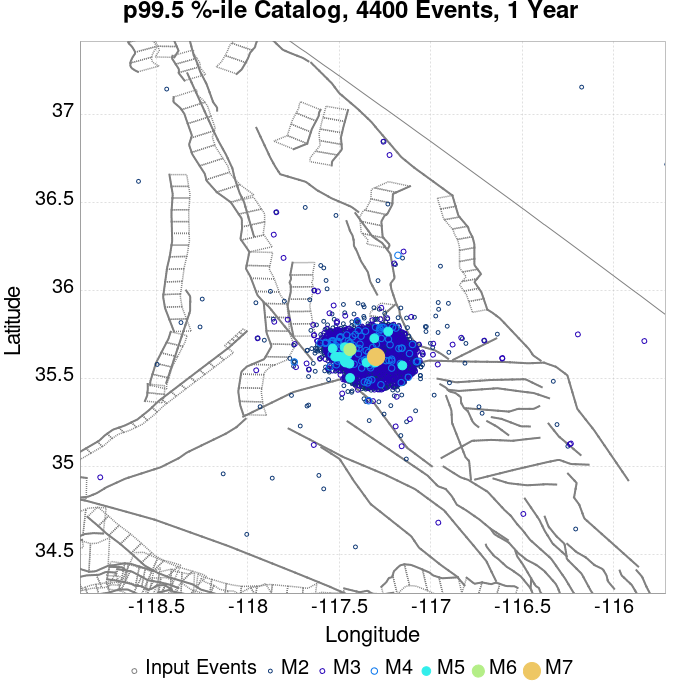 p99.5 %-ile Catalog, 4400 Events, 1 Year
37
36.5
36
35.5
35
34.5
Latitude
-118.5 -118 -117.5 -117 -116.5 -116
Longitude
Input Events M2 M3 M4 M5 M6 M7